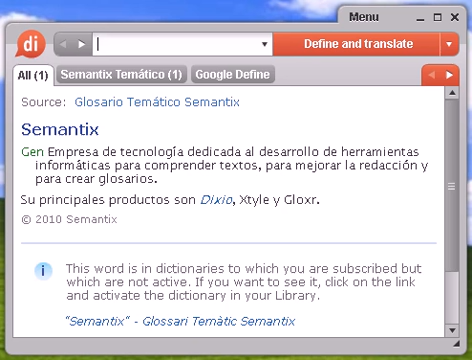 Menu
di
Define and translate
All (1)
Semantix Temático (1)
Google Define
Source: Glosario Temático Semantix
Semantix
Gen Empresa de tecnología dedicada al desarrollo de herramientas
informáticas para comprender textos, para mejorar la redacción y
para crear glosarios.
Su principales productos son Dixio, Xtyle y Gloxr.
© 2010 Semantix
i
This word is in dictionaries to which you are subscribed but
which are not active. If you want to see it, click on the link
and activate the dictionary in your Library.
"Semantix" - Glossari Temàtic Semantix